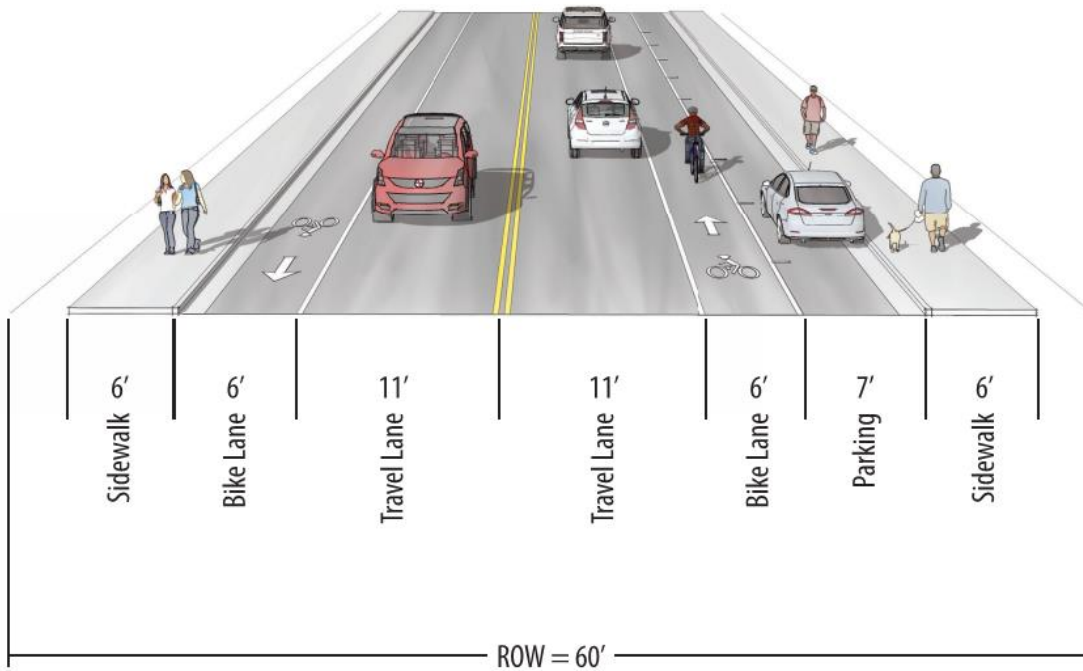 6’
Sidewalk
6’
Bike Lane
11’
Travel Lane
11’
Travel Lane
6’
Bike Lane
7’
Parking
6’
Sidewalk
ROW = 60’